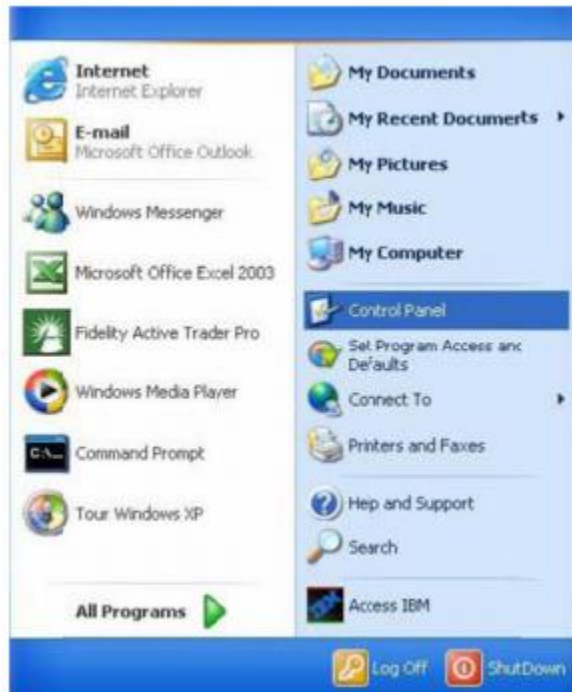 Internet
Internet Explorer
E-mail
Microsoft Office Outlook
Windows Messenger
Microsoft Office Excel 2003
Fidelity Active Trader Pro
Windows Media Player
C:\_
Command Prompt
Tour Windows XP
All Programs
My Documents
My Recent Documents
My Pictures
My Music
My Computer
Control Panel
Set Program Access and
Defaults
Connect To
Printers and Faxes
Help and Support
Search
Access IBM
Log Off
ShutDown